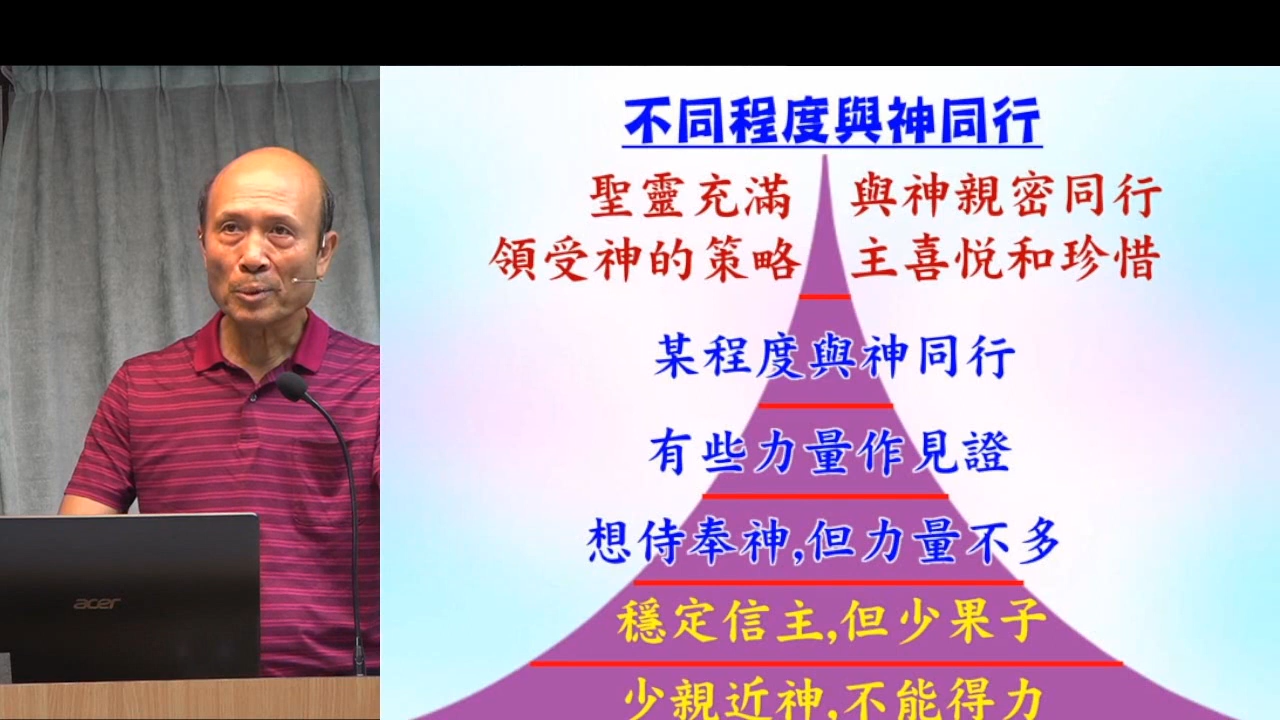 不同程度與神同行
聖靈充滿 與神親密同行
領受神的策略 主喜悅和珍惜
某程度與神同行
有些力量作見證
想侍奉神,但力量不多
穩定信主,但少果子
少親近神,不能得力
acer